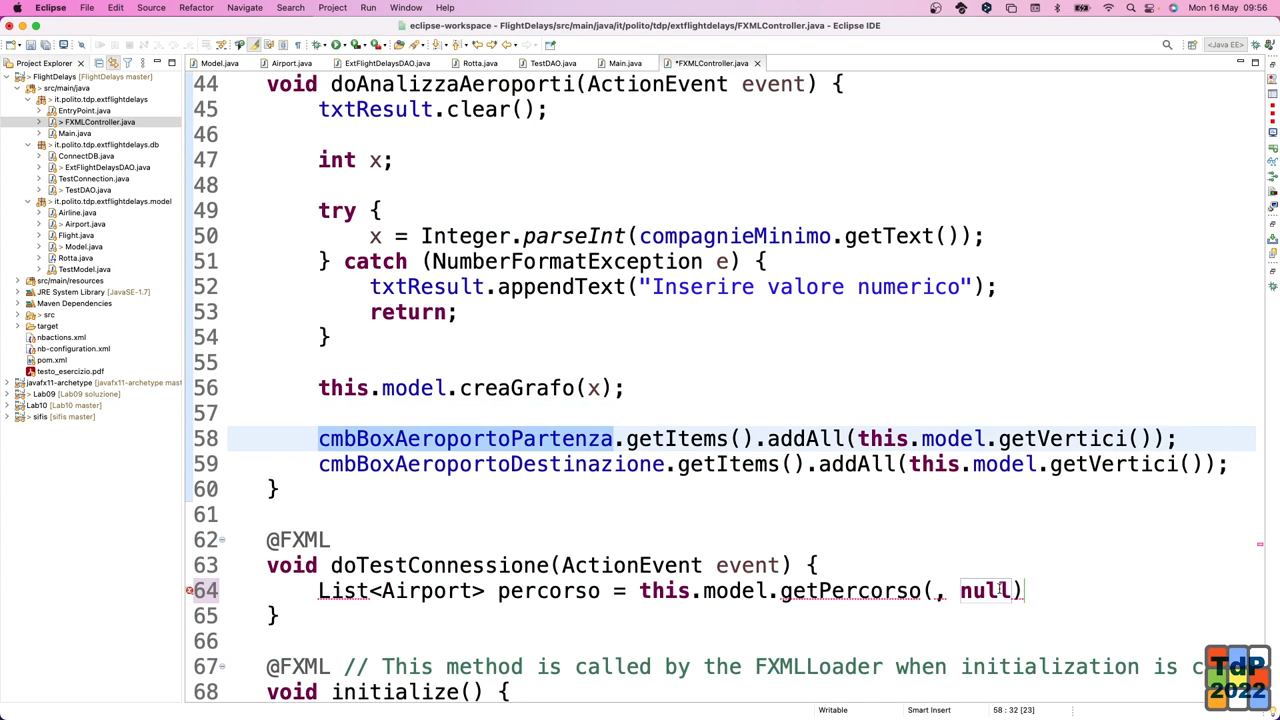 Eclipse File Edit Source Refactor Navigate Search Project Run Window Help Mon 16 May 09:56
eclipse-workspace - FlightDelays/src/main/java/it/polito/tdp/extflightdelays/FXMLController.java - Eclipse IDE
<Java EE>
Project Explorer
FlightDelays [FlightDelays master]
src/main/java
it.polito.tdp.extflightdelays
EntryPoint.java
> FXMLController.java
Main.java
it.polito.tdp.extflightdelays.db
ConnectDB.java
> ExtFlightDelaysDAO.java
TestConnection.java
> TestDAO.java
it.polito.tdp.extflightdelays.model
Airline.java
> Airport.java
Flight.java
> Model.java
Rotta.java
TestModel.java
src/main/resources
JRE System Library [JavaSE-1.7]
Maven Dependencies
> src
target
nbactions.xml
nb-configuration.xml
pom.xml
testo_esercizio.pdf
javafx11-archetype [javafx11-archetype mast
> Lab09 [Lab09 soluzione]
Lab10 [Lab10 master]
> sifis [sifis master]
Model.java Airport.java ExtFlightDelaysDAO.java Rotta.java TestDAO.java Main.java *FXMLController.java
44 void doAnalizzaAeroporti(ActionEvent event) {
45 txtResult.clear();
46
47 int x;
48
49 try {
50 x = Integer.parseInt(compagnieMinimo.getText());
51 } catch (NumberFormatException e) {
52 txtResult.appendText("Inserire valore numerico");
53 return;
54 }
55
56 this.model.creaGrafo(x);
57
58 cmbBoxAeroportoPartenza.getItems().addAll(this.model.getVertici());
59 cmbBoxAeroportoDestinazione.getItems().addAll(this.model.getVertici());
60 }
61
62 @FXML
63 void doTestConnessione(ActionEvent event) {
64 List<Airport> percorso = this.model.getPercorso(, null)
65 }
66
67 @FXML // This method is called by the FXMLLoader when initialization is c
68 void initialize() {
TdP
2022
Writable Smart Insert 58 : 32 [23]